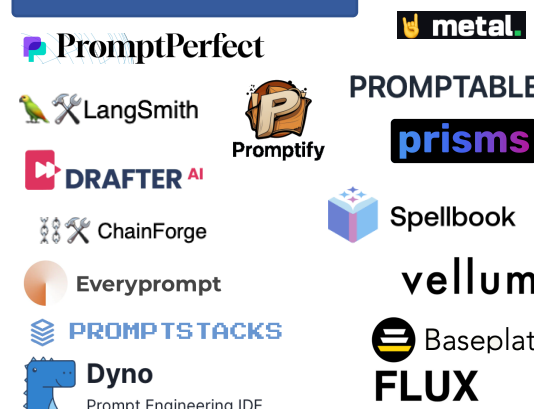 PromptPerfect
LangSmith
Promptify
DRAFTER AI
ChainForge
Everyprompt
PROMPTSTACKS
Dyno
Prompt Engineering IDE
metal.
PROMPTABLE
prisms
Spellbook
vellum
Baseplat
FLUX